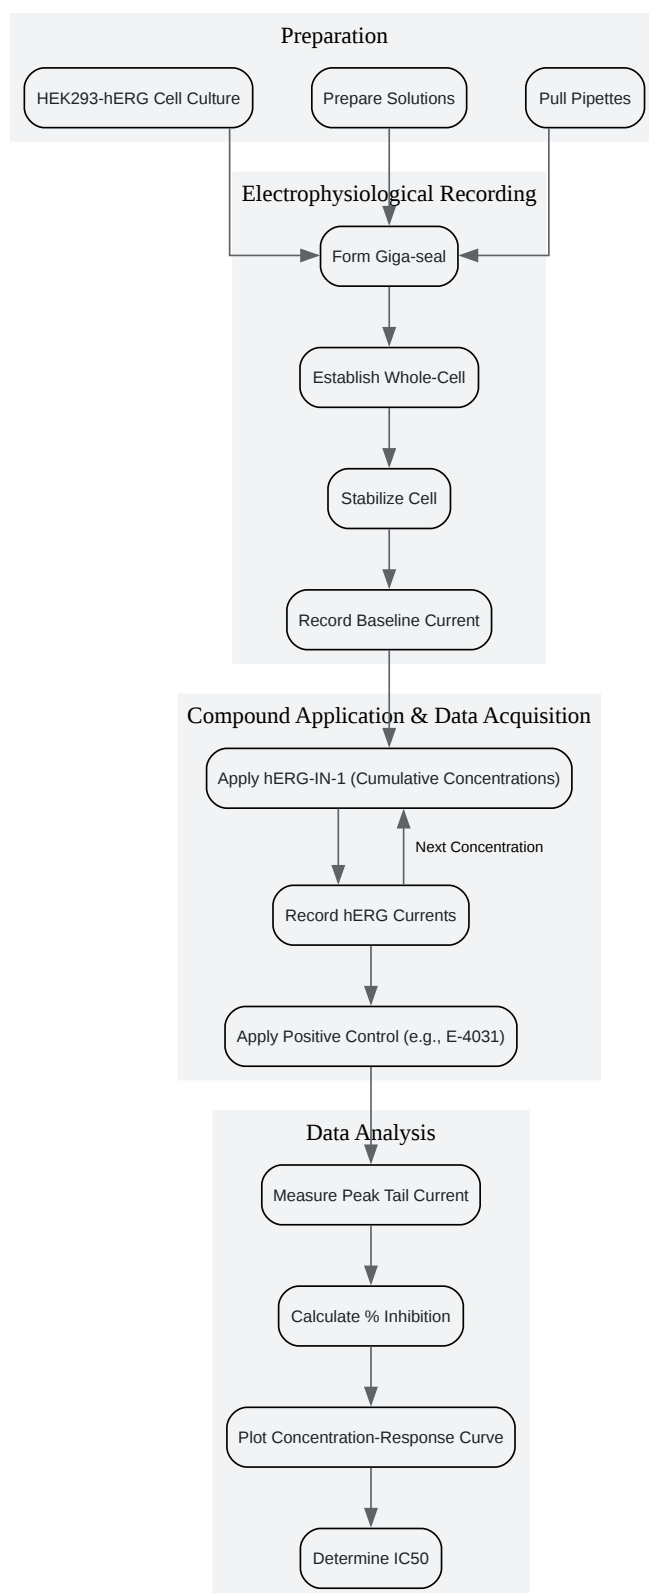 Preparation
HEK293-hERG Cell Culture
Prepare Solutions
Pull Pipettes
Electrophysiological Recording
Form Giga-seal
Establish Whole-Cell
Stabilize Cell
Record Baseline Current
Compound Application & Data Acquisition
Apply hERG-IN-1 (Cumulative Concentrations)
Next Concentration
Record hERG Currents
Apply Positive Control (e.g., E-4031)
Data Analysis
Measure Peak Tail Current
Calculate % Inhibition
Plot Concentration-Response Curve
Determine IC50